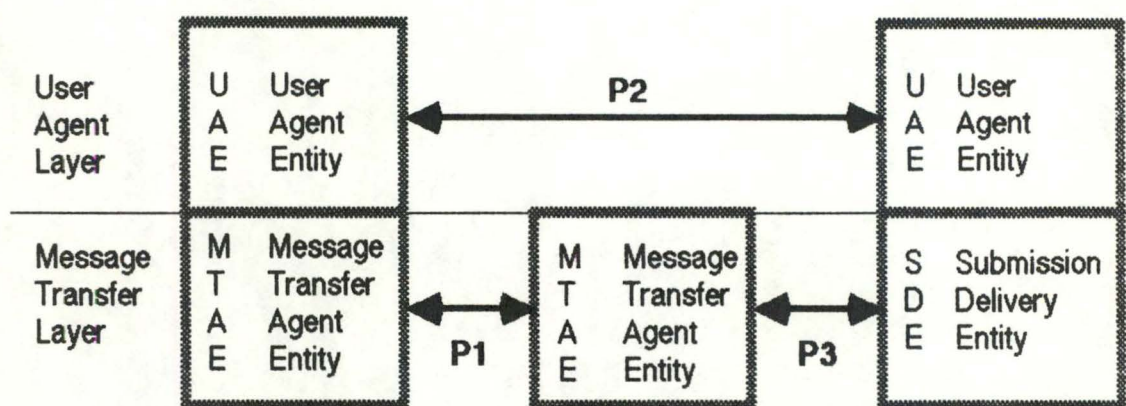 User
Agent
Layer
U User
A Agent
E Entity
P2
U User
A Agent
E Entity
Message
Transfer
Layer
M Message
T Transfer
A Agent
E Entity
P1
M Message
T Transfer
A Agent
E Entity
P3
S Submission
D Delivery
E Entity